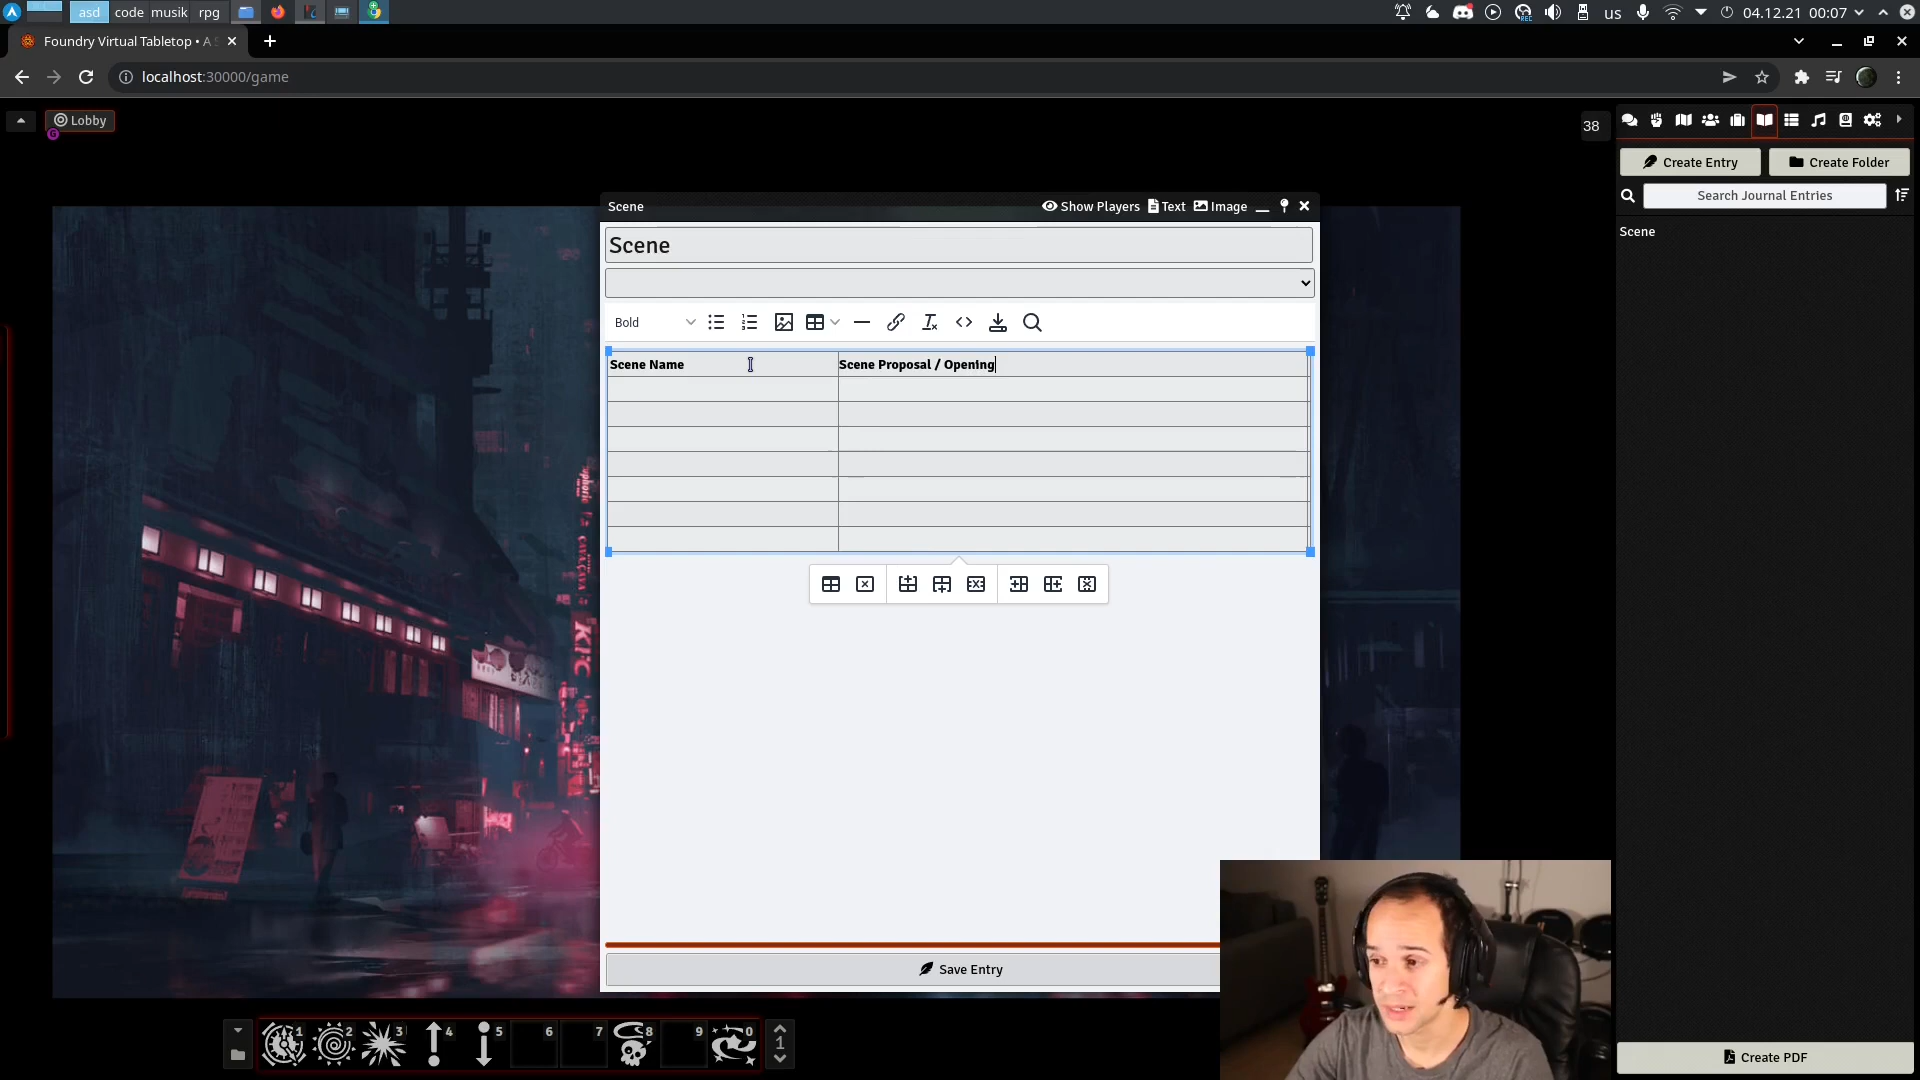 asd code musik rpg
us
04.12.21 00:07
Foundry Virtual Tabletop • A S
localhost:30000/game
Lobby
G
38
Create Entry
Create Folder
Search Journal Entries
Scene
Scene
Show Players
Text
Image
Scene
Bold
Scene Name
Scene Proposal / Opening
Save Entry
KFC
1
2
3
4
5
6
7
8
9
0
1
Create PDF